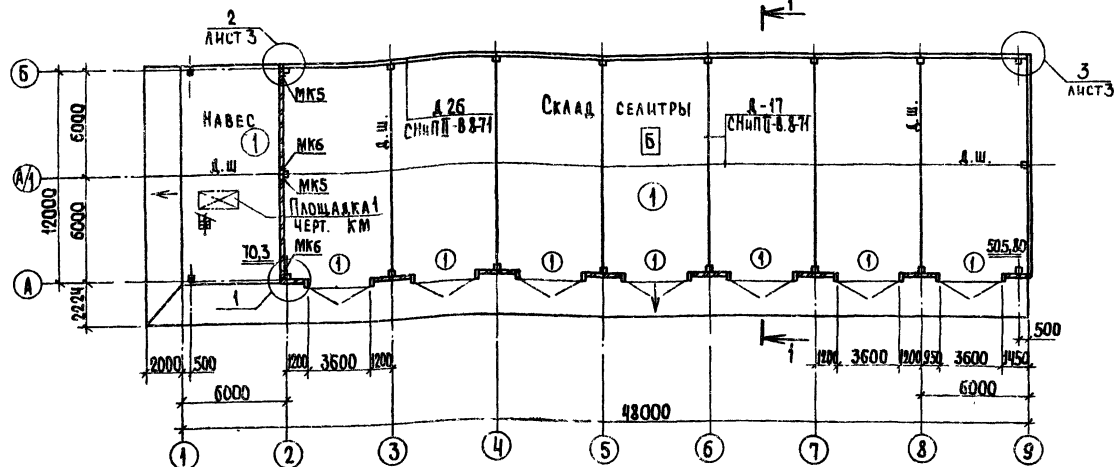 1
2
ЛИСТ 3
3
ЛИСТ 3
Б
А/1
А
6000
6000
12000
2224
НАВЕС
1
Д.Ш
МК5
МК6
МК5
МК6
ПЛОЩАДКА 1
ЧЕРТ. КМ
70,3
1
Д.Ш.
Д 26
СНиП II-В.8-71
СКЛАД СЕЛИТРЫ
Б
1
Д-17
СНиП II-В.8-71
Д.Ш.
Д.Ш.
505,80
1 1 1 1 1 1 1
1
2000 500 1200 3600 1200
1200 3600 1200 950 3600 1450
500
6000
6000
48000
1 2 3 4 5 6 7 8 9